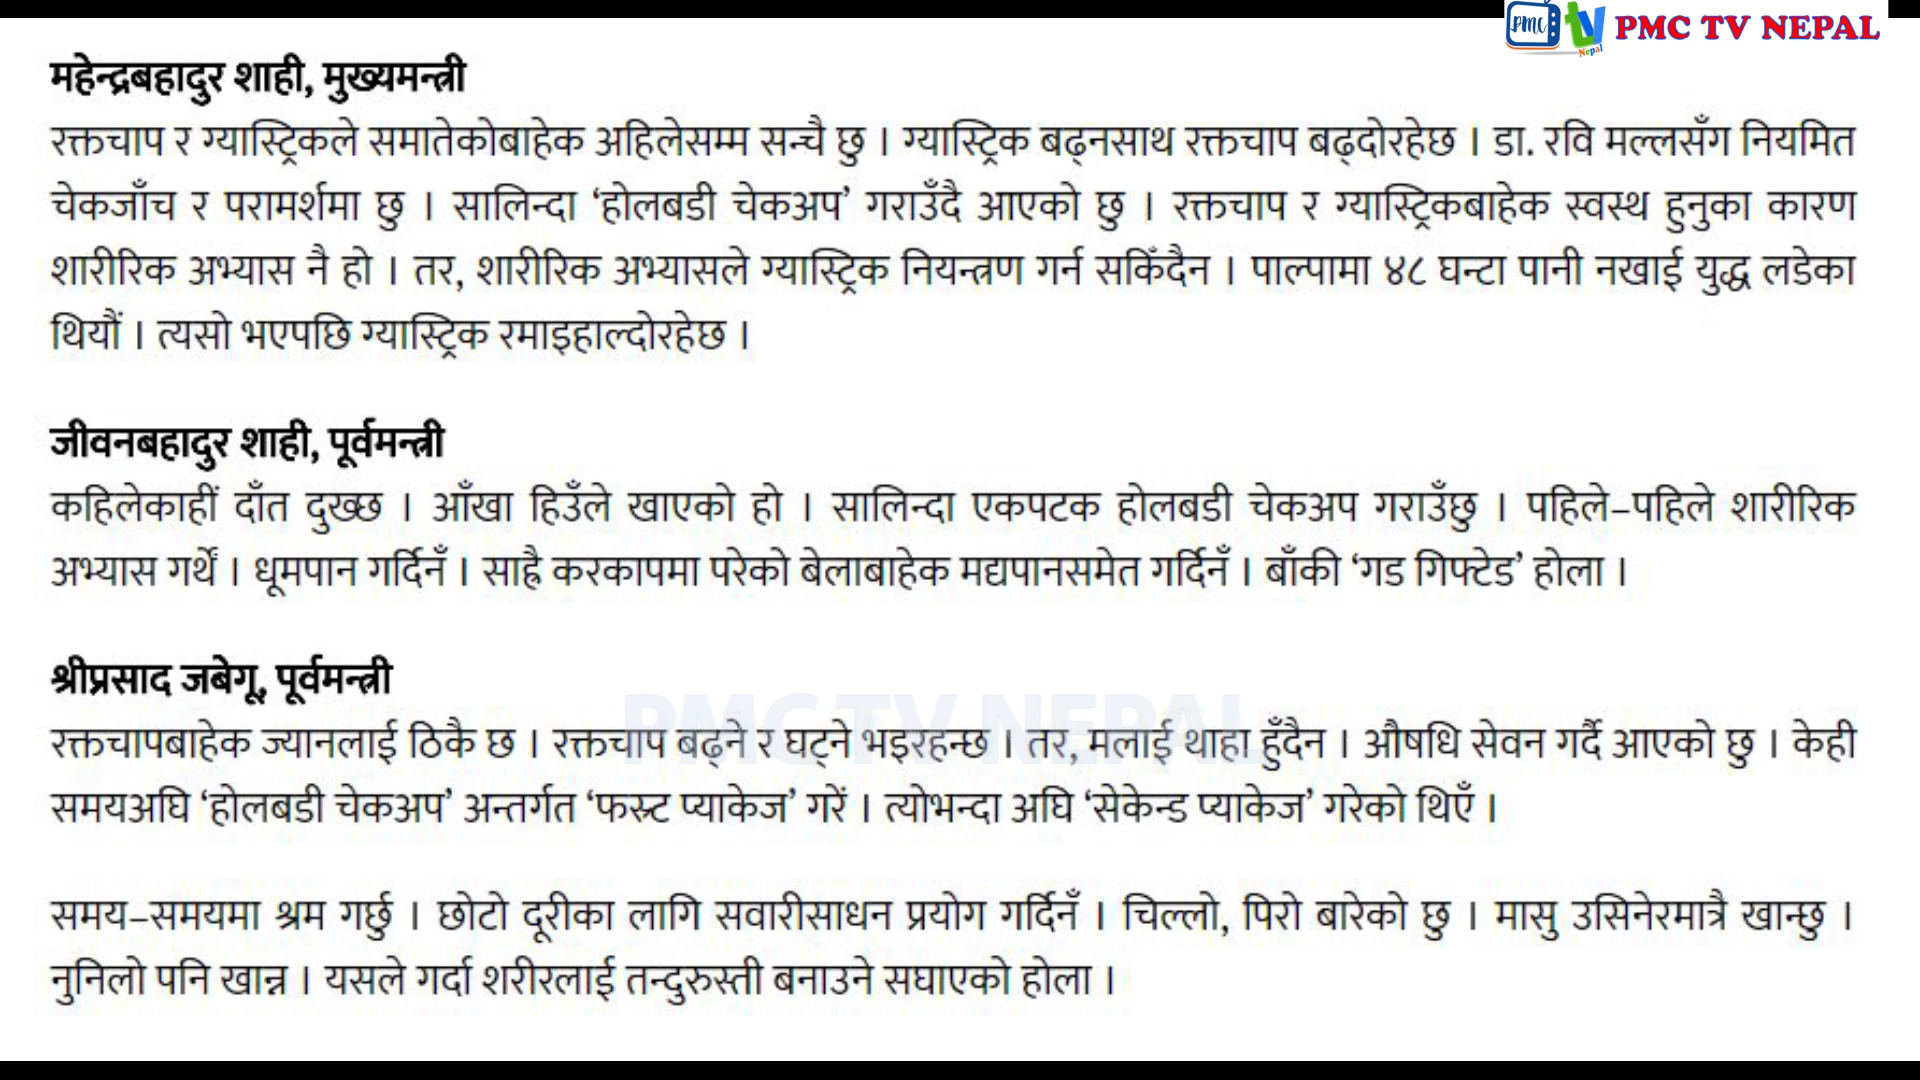 PMC TV NEPAL
महेन्द्रबहादुर शाही, मुख्यमन्त्री
रक्तचाप र ग्यास्ट्रिकले समातेकोबाहेक अहिलेसम्म सन्चै छु । ग्यास्ट्रिक बढ्नसाथ रक्तचाप बढ्दोरहेछ । डा. रवि मल्लसँग नियमित
चेकजाँच र परामर्शमा छु । सालिन्दा ‘होलबडी चेकअप’ गराउँदै आएको छु । रक्तचाप र ग्यास्ट्रिकबाहेक स्वस्थ हुनुका कारण
शारीरिक अभ्यास नै हो । तर, शारीरिक अभ्यासले ग्यास्ट्रिक नियन्त्रण गर्न सकिँदैन । पाल्पामा ४८ घन्टा पानी नखाई युद्ध लडेका
थियौं । त्यसो भएपछि ग्यास्ट्रिक रमाइहाल्दोरहेछ ।
जीवनबहादुर शाही, पूर्वमन्त्री
कहिलेकाहीं दाँत दुख्छ । आँखा हिउँले खाएको हो । सालिन्दा एकपटक होलबडी चेकअप गराउँछु । पहिले–पहिले शारीरिक
अभ्यास गर्थें । धूमपान गर्दिनँ । साह्रै करकापमा परेको बेलाबाहेक मद्यपानसमेत गर्दिनँ । बाँकी ‘गड गिफ्टेड’ होला ।
श्रीप्रसाद जबेगू, पूर्वमन्त्री
रक्तचापबाहेक ज्यानलाई ठिकै छ । रक्तचाप बढ्ने र घट्ने भइरहन्छ । तर, मलाई थाहा हुँदैन । औषधि सेवन गर्दै आएको छु । केही
समयअघि ‘होलबडी चेकअप’ अन्तर्गत ‘फस्र्ट प्याकेज’ गरें । त्योभन्दा अघि ‘सेकेन्ड प्याकेज’ गरेको थिएँ ।
PMC TV NEPAL
समय–समयमा श्रम गर्छु । छोटो दूरीका लागि सवारीसाधन प्रयोग गर्दिनँ । चिल्लो, पिरो बारेको छु । मासु उसिनेरमात्रै खान्छु ।
नुनिलो पनि खान्न । यसले गर्दा शरीरलाई तन्दुरुस्ती बनाउने सघाएको होला ।